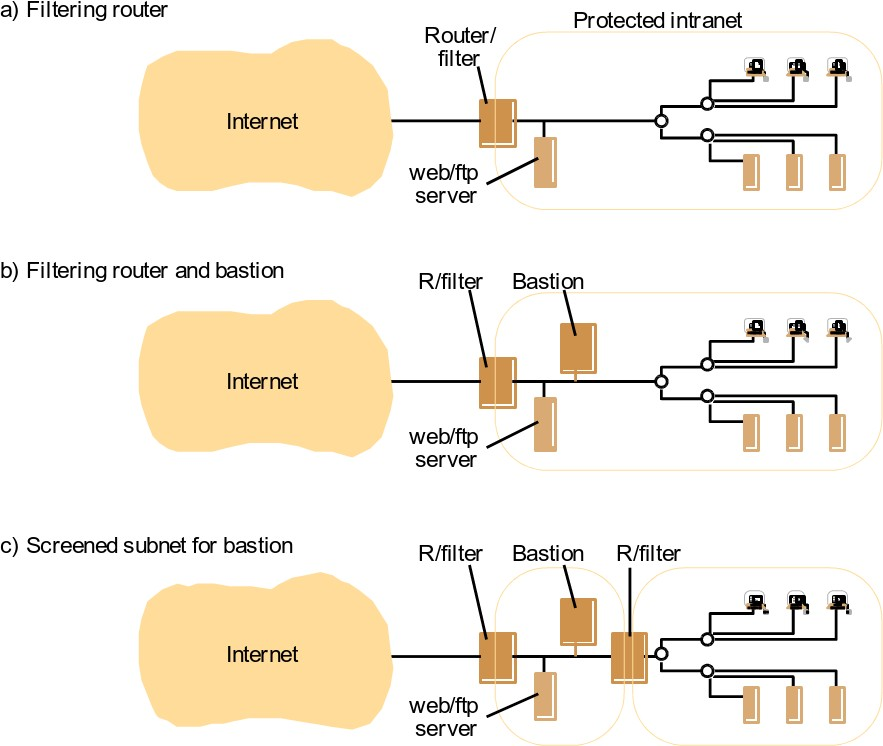 a) Filtering router
Protected intranet
Router/
filter
Internet
web/ftp
server
b) Filtering router and bastion
R/filter
Bastion
Internet
web/ftp
server
c) Screened subnet for bastion
R/filter
Bastion
R/filter
Internet
web/ftp
server